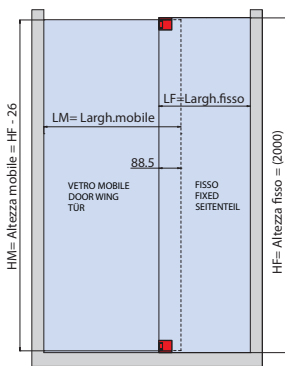 HM= Altezza mobile = HF - 26
LF=Largh.fisso
LM= Largh.mobile
88,5
VETRO MOBILE
DOOR WING
TÜR
FISSO
FIXED
SEITENTEIL
HF= Altezza fisso = (2000)